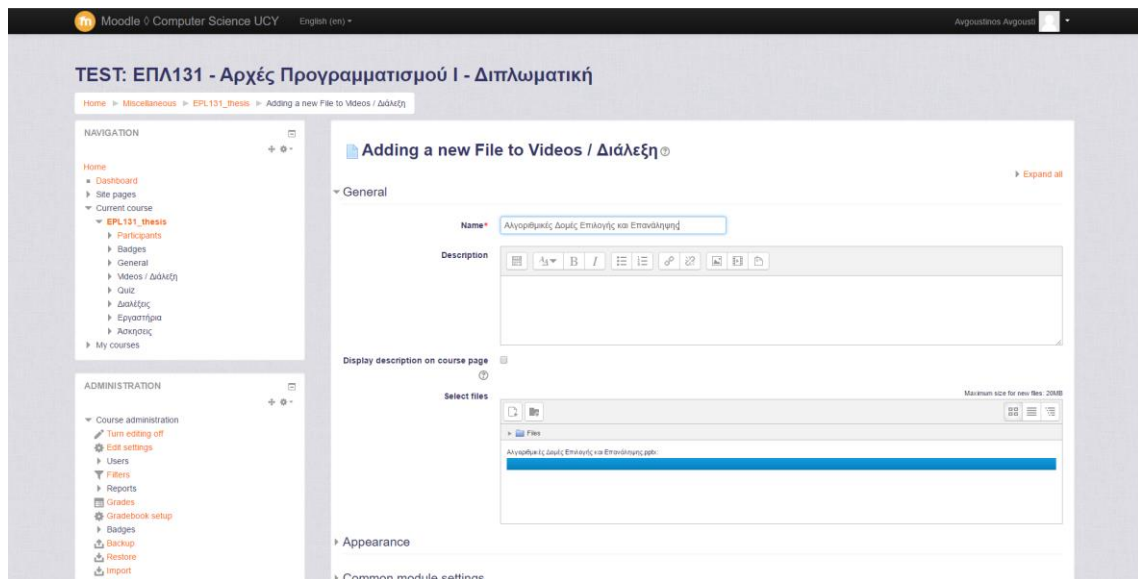 Moodle ◊ Computer Science UCY English (en) Avgoustinos Avgousti
TEST: ΕΠΛ131 - Αρχές Προγραμματισμού Ι - Διπλωματική
Home Miscellaneous EPL131_thesis Adding a new File to Videos / Διάλεξη
NAVIGATION
Home
Dashboard
Site pages
Current course
EPL131_thesis
Participants
Badges
General
Videos / Διάλεξη
Quiz
Διαλέξεις
Εργαστήρια
Άσκησεις
My courses
ADMINISTRATION
Course administration
Turn editing off
Edit settings
Users
Filters
Reports
Grades
Gradebook setup
Badges
Backup
Restore
Import
Adding a new File to Videos / Διάλεξη
Expand all
General
Name* Αλγοριθμικές Δομές Επιλογής και Επανάληψης
Description
Display description on course page
Select files Maximum size for new files: 20MB
Files
Αλγοριθμικές Δομές Επιλογής και Επανάληψης.pptx:
Appearance
Common module settings